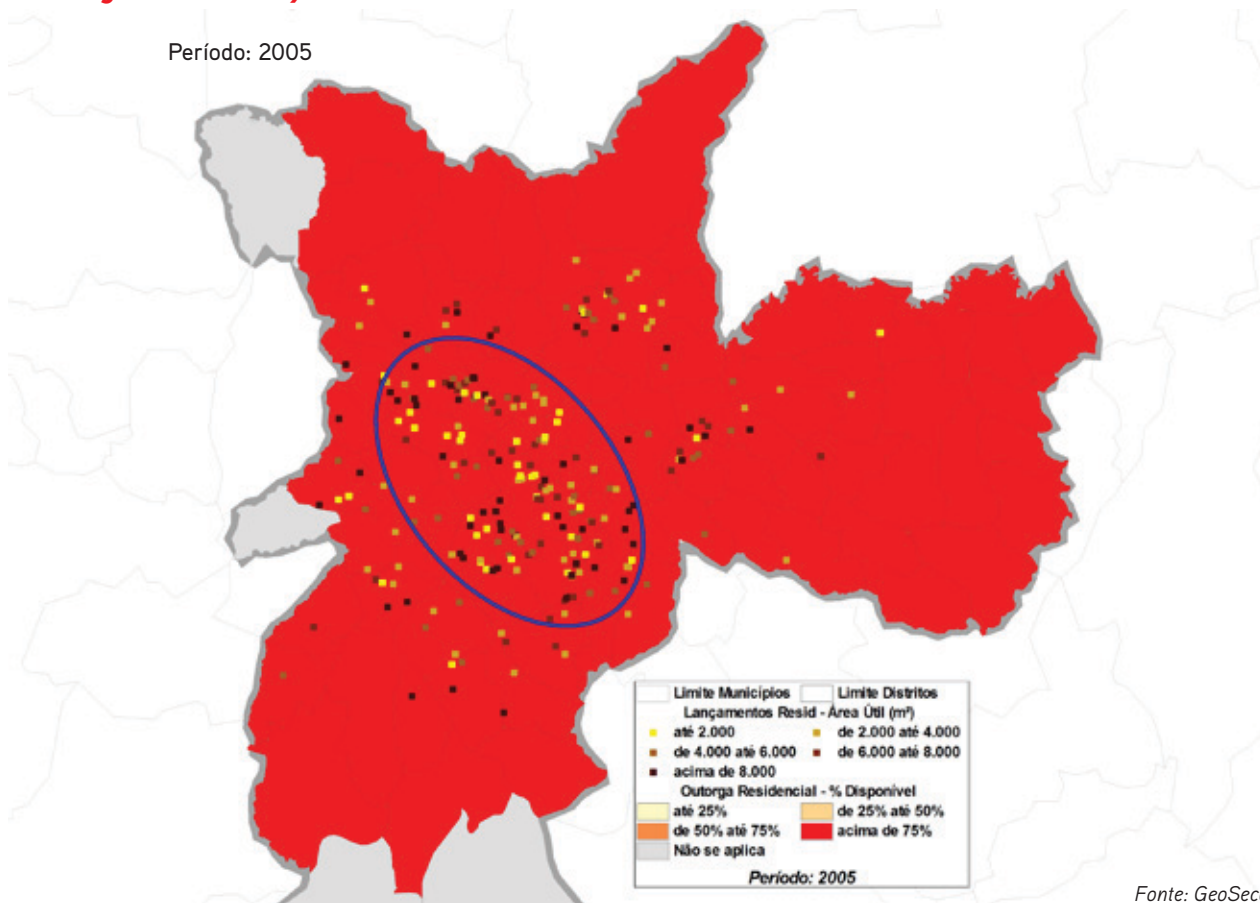 Período: 2005
Limite Municípios Limite Distritos
Lançamentos Resid - Área Útil (m²)
até 2.000 de 2.000 até 4.000
de 4.000 até 6.000 de 6.000 até 8.000
acima de 8.000
Outorga Residencial - % Disponível
até 25% de 25% até 50%
de 50% até 75% acima de 75%
Não se aplica
Período: 2005
Fonte: GeoSec